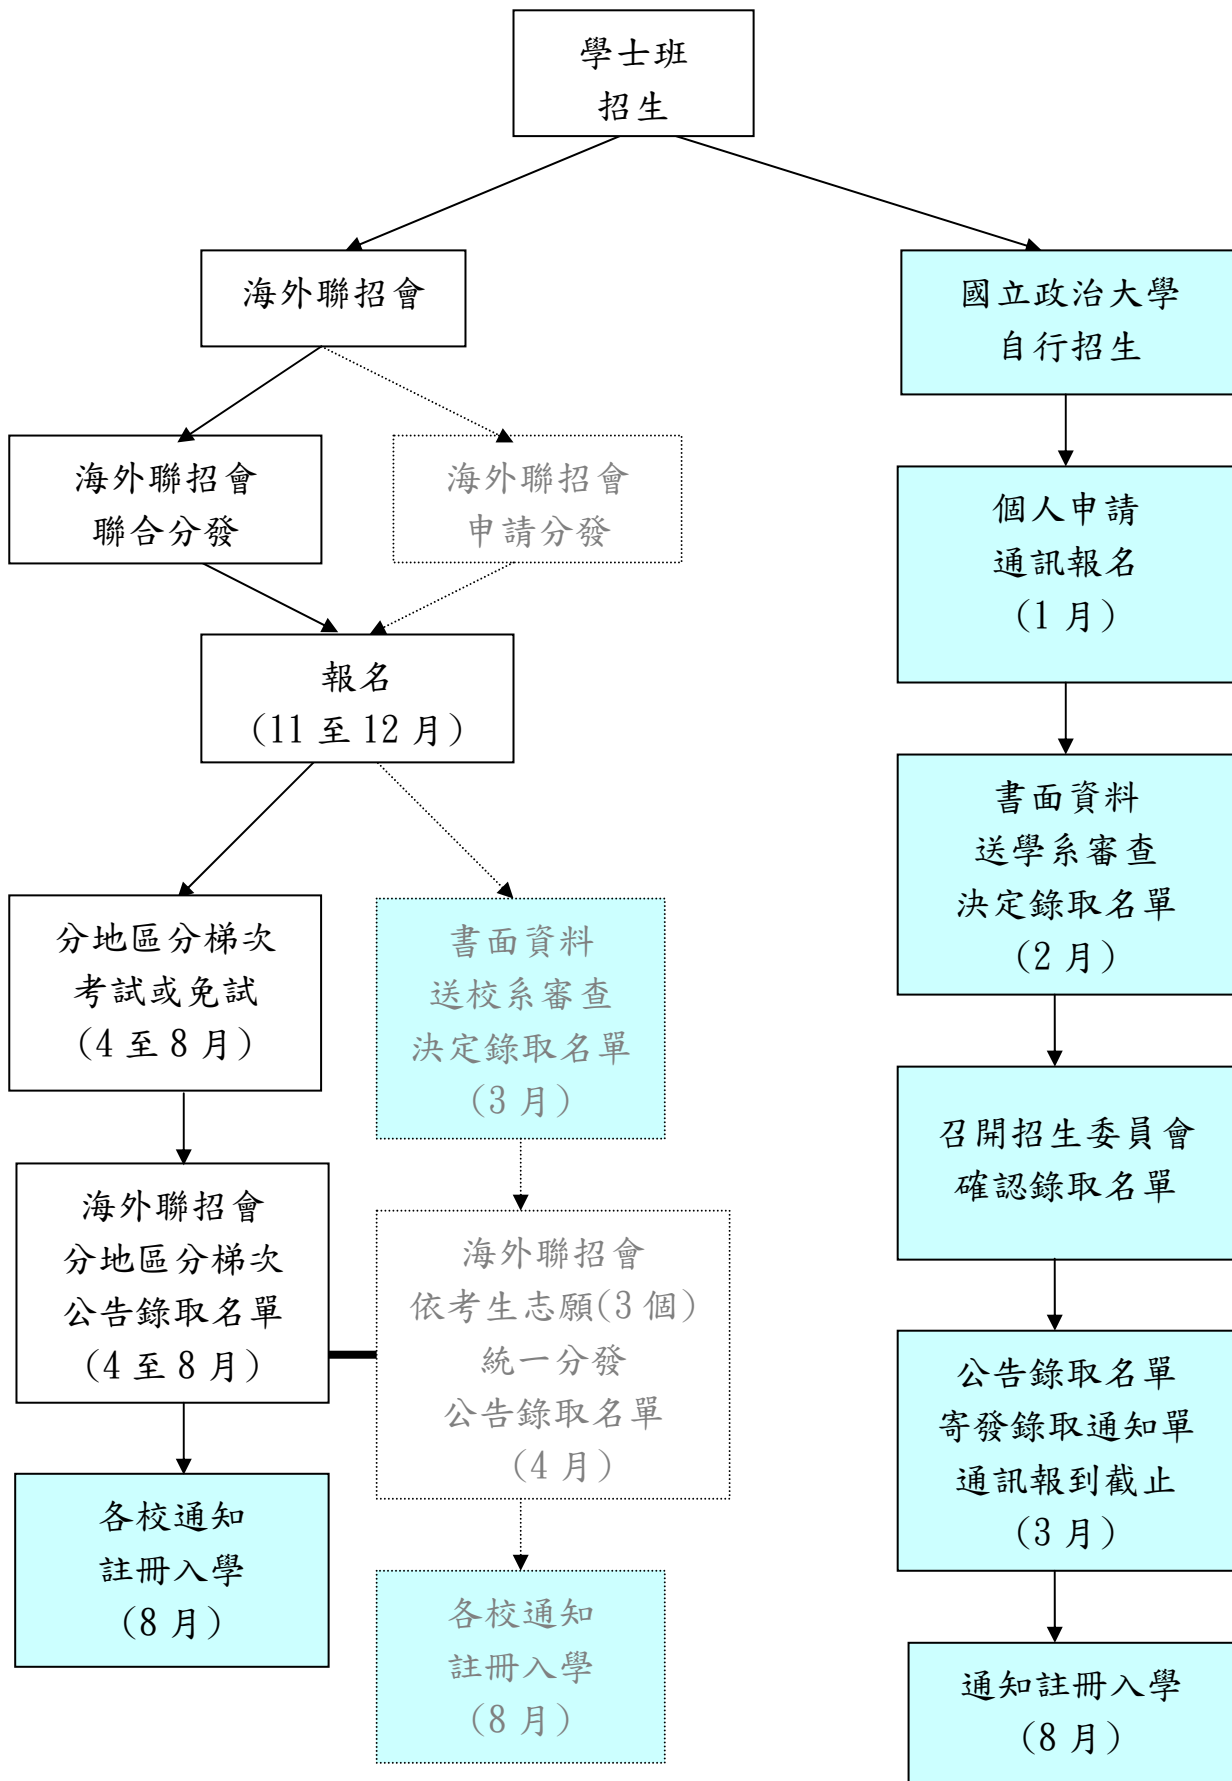 學士班
招生
海外聯招會
國立政治大學
自行招生
海外聯招會
聯合分發
海外聯招會
申請分發
個人申請
通訊報名
(1 月)
報名
(11 至 12 月)
書面資料
送學系審查
決定錄取名單
(2 月)
分地區分梯次
考試或免試
(4 至 8 月)
書面資料
送校系審查
決定錄取名單
(3 月)
召開招生委員會
確認錄取名單
海外聯招會
分地區分梯次
公告錄取名單
(4 至 8 月)
海外聯招會
依考生志願(3 個)
統一分發
公告錄取名單
(4 月)
公告錄取名單
寄發錄取通知單
通訊報到截止
(3 月)
各校通知
註冊入學
(8 月)
各校通知
註冊入學
(8 月)
通知註冊入學
(8 月)